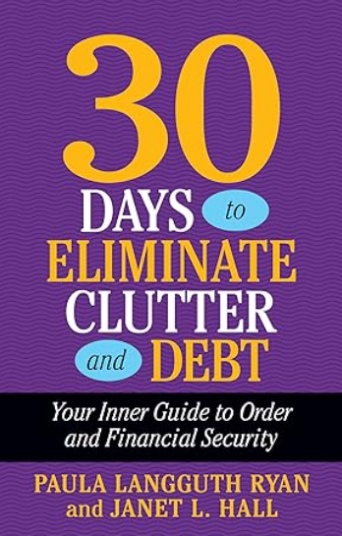 30
DAYS to
ELIMINATE
CLUTTER
and DEBT
Your Inner Guide to Order
and Financial Security
PAULA LANGGUTH RYAN
and JANET L. HALL